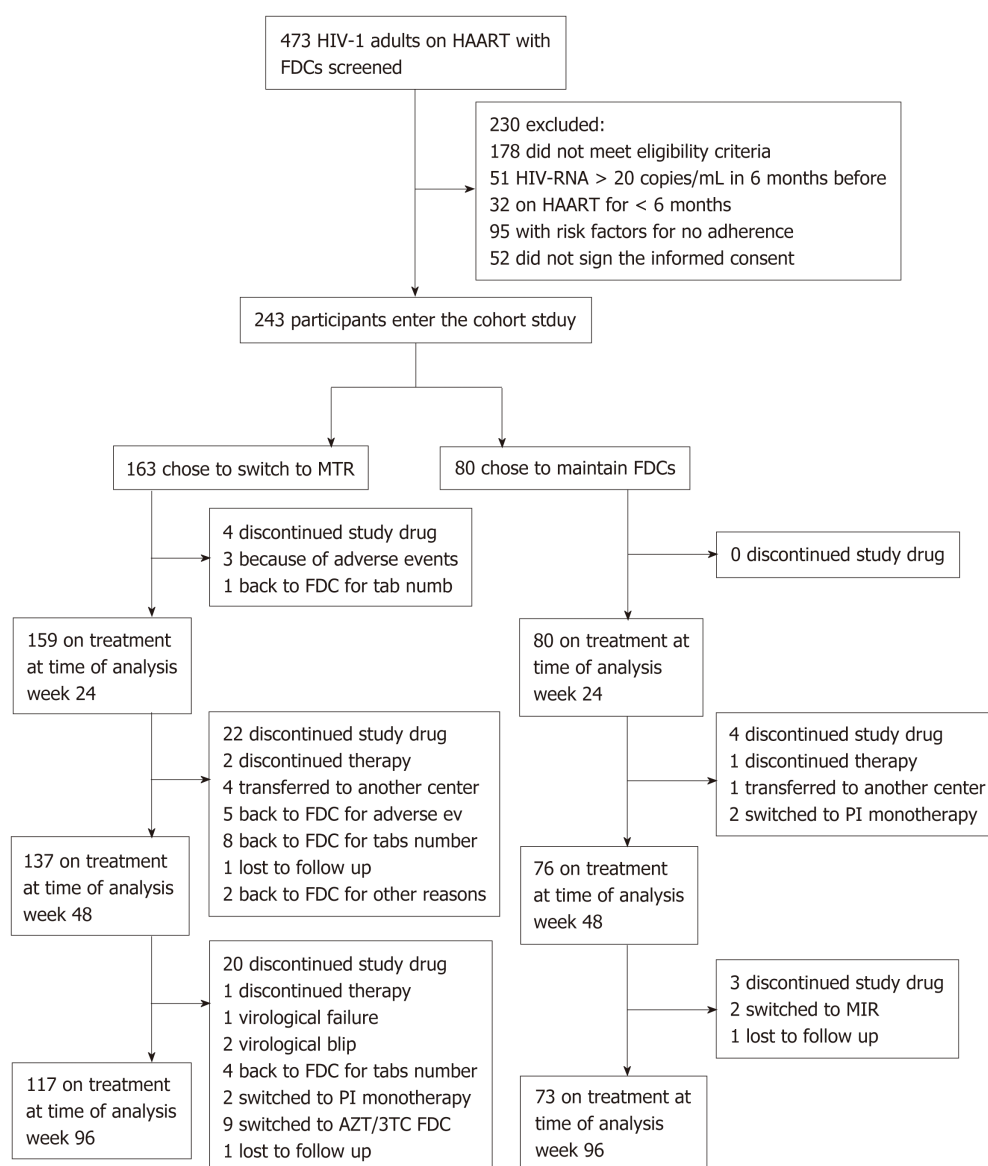 473 HIV-1 adults on HAART with
FDCs screened
230 excluded:
178 did not meet eligibility criteria
51 HIV-RNA > 20 copies/mL in 6 months before
32 on HAART for < 6 months
95 with risk factors for no adherence
52 did not sign the informed consent
243 participants enter the cohort stduy
163 chose to switch to MTR
80 chose to maintain FDCs
4 discontinued study drug
3 because of adverse events
1 back to FDC for tab numb
0 discontinued study drug
159 on treatment
at time of analysis
week 24
80 on treatment at
time of analysis
week 24
22 discontinued study drug
2 discontinued therapy
4 transferred to another center
5 back to FDC for adverse ev
8 back to FDC for tabs number
1 lost to follow up
2 back to FDC for other reasons
4 discontinued study drug
1 discontinued therapy
1 transferred to another center
2 switched to PI monotherapy
137 on treatment
at time of analysis
week 48
76 on treatment
at time of analysis
week 48
20 discontinued study drug
1 discontinued therapy
1 virological failure
2 virological blip
4 back to FDC for tabs number
2 switched to PI monotherapy
9 switched to AZT/3TC FDC
1 lost to follow up
3 discontinued study drug
2 switched to MIR
1 lost to follow up
117 on treatment
at time of analysis
week 96
73 on treatment at
time of analysis
week 96